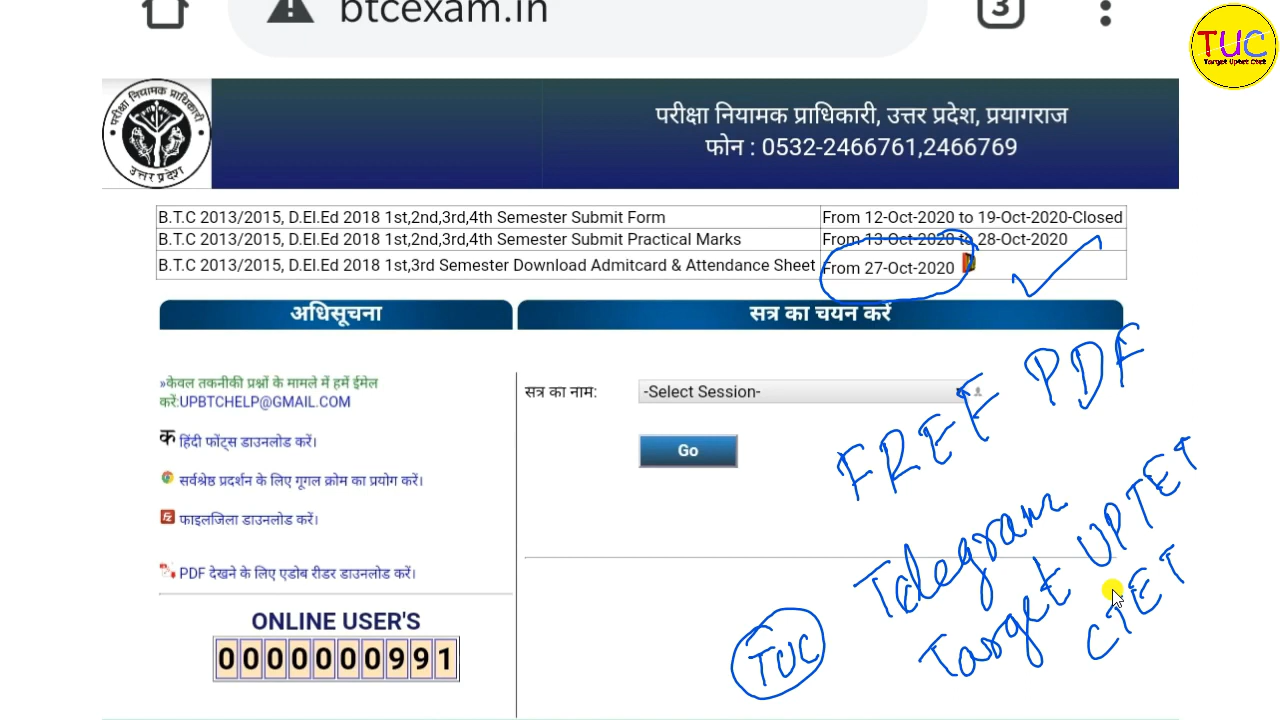 btcexam.in
3
TUC
Target Uptet Ctet
परीक्षा नियामक प्राधिकारी
उत्तर प्रदेश
परीक्षा नियामक प्राधिकारी, उत्तर प्रदेश, प्रयागराज
फोन : 0532-2466761,2466769
B.T.C 2013/2015, D.El.Ed 2018 1st,2nd,3rd,4th Semester Submit Form From 12-Oct-2020 to 19-Oct-2020-Closed
B.T.C 2013/2015, D.El.Ed 2018 1st,2nd,3rd,4th Semester Submit Practical Marks From 13-Oct-2020 to 28-Oct-2020
B.T.C 2013/2015, D.El.Ed 2018 1st,3rd Semester Download Admitcard & Attendance Sheet From 27-Oct-2020
अधिसूचना
सत्र का चयन करें
»केवल तकनीकी प्रश्नों के मामले में हमें ईमेल
करें:UPBTCHELP@GMAIL.COM
क हिंदी फोंट्स डाउनलोड करें।
सर्वश्रेष्ठ प्रदर्शन के लिए गूगल क्रोम का प्रयोग करें।
Fz फाइलजिला डाउनलोड करें।
PDF देखने के लिए एडोब रीडर डाउनलोड करें।
ONLINE USER'S
0000000991
सत्र का नाम: -Select Session-
Go
FREE PDF
Telegram
Target UPTET
CTET
TUC